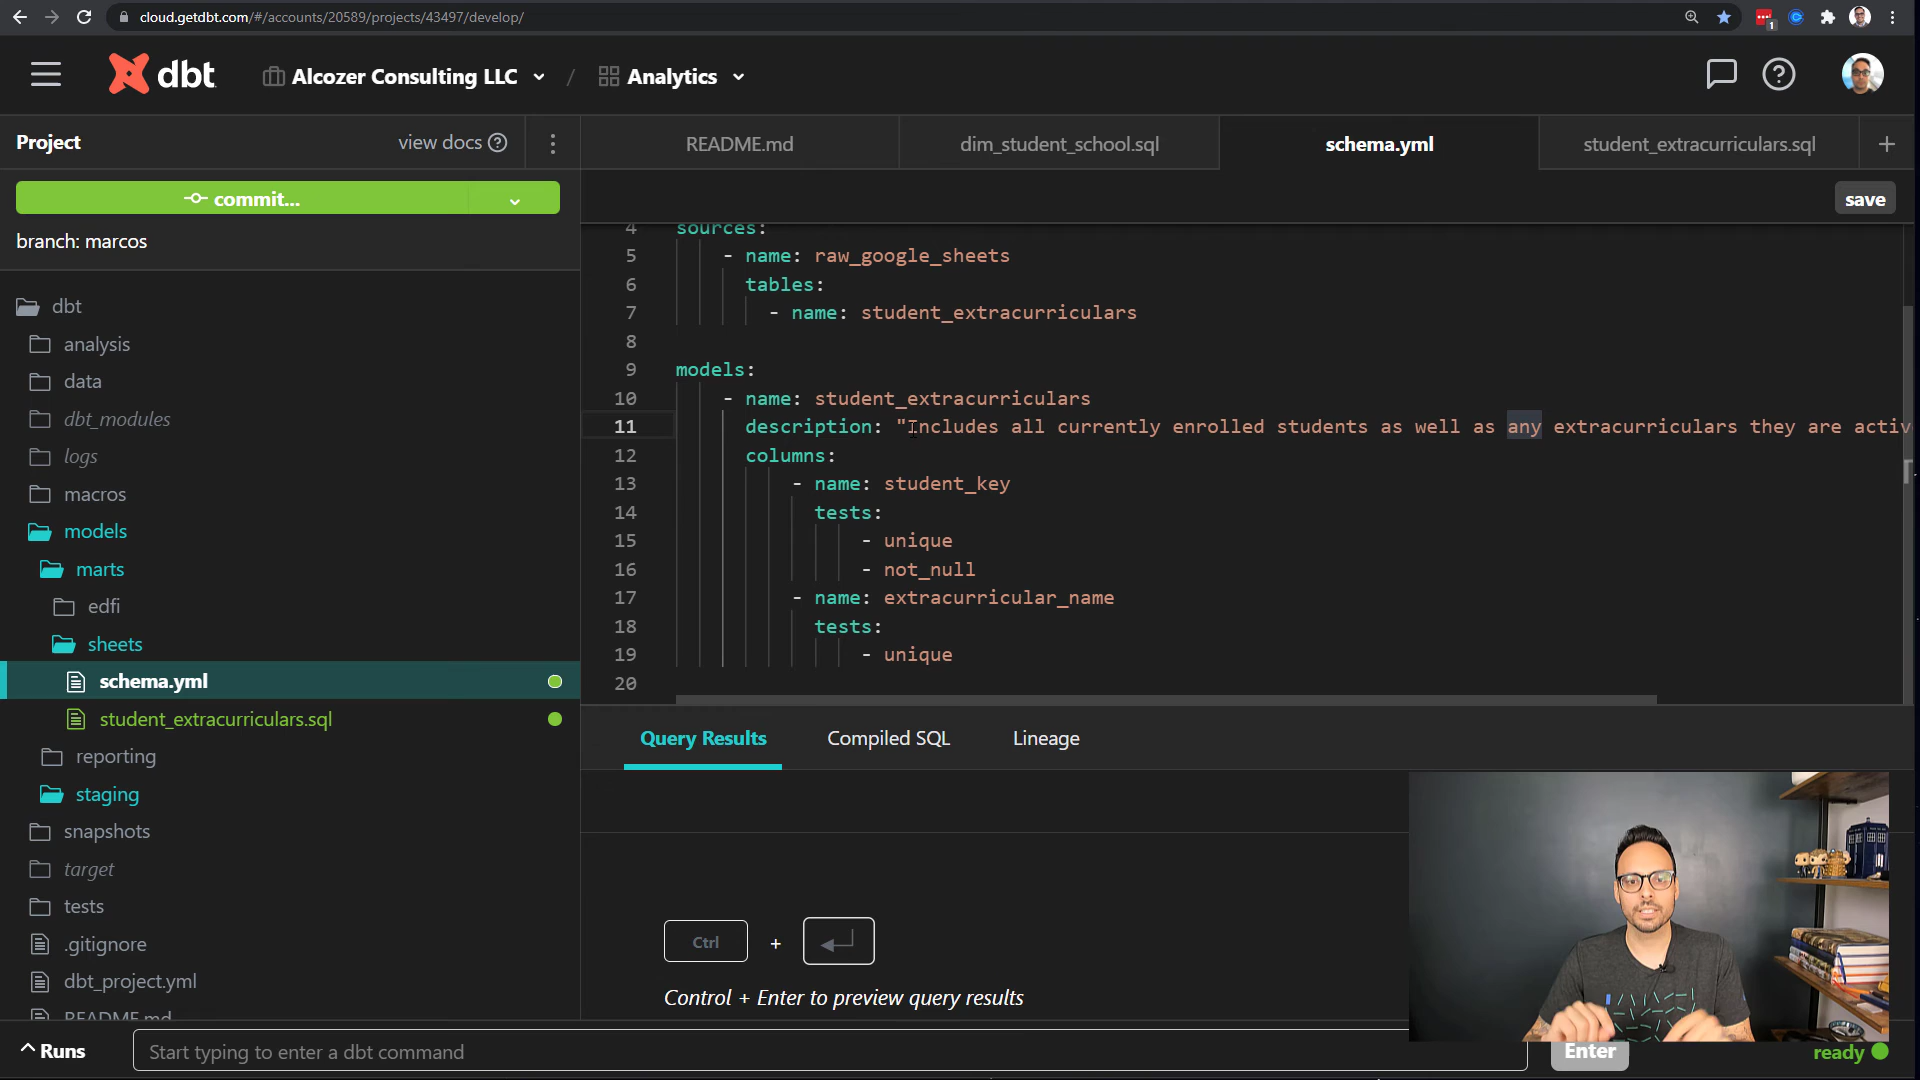 cloud.getdbt.com/#/accounts/20589/projects/43497/develop/
1
dbt
Alcozer Consulting LLC
/
Analytics
Project
view docs
README.md
dim_student_school.sql
schema.yml
student_extracurriculars.sql
commit...
save
branch: marcos
dbt
analysis
data
dbt_modules
logs
macros
models
marts
edfi
sheets
schema.yml
student_extracurriculars.sql
reporting
staging
snapshots
target
tests
.gitignore
dbt_project.yml
README.md
4 sources:
5 - name: raw_google_sheets
6 tables:
7 - name: student_extracurriculars
8
9 models:
10 - name: student_extracurriculars
11 description: "Includes all currently enrolled students as well as any extracurriculars they are activ
12 columns:
13 - name: student_key
14 tests:
15 - unique
16 - not_null
17 - name: extracurricular_name
18 tests:
19 - unique
20
Query Results
Compiled SQL
Lineage
Ctrl +
Control + Enter to preview query results
Runs
Start typing to enter a dbt command
Enter
ready